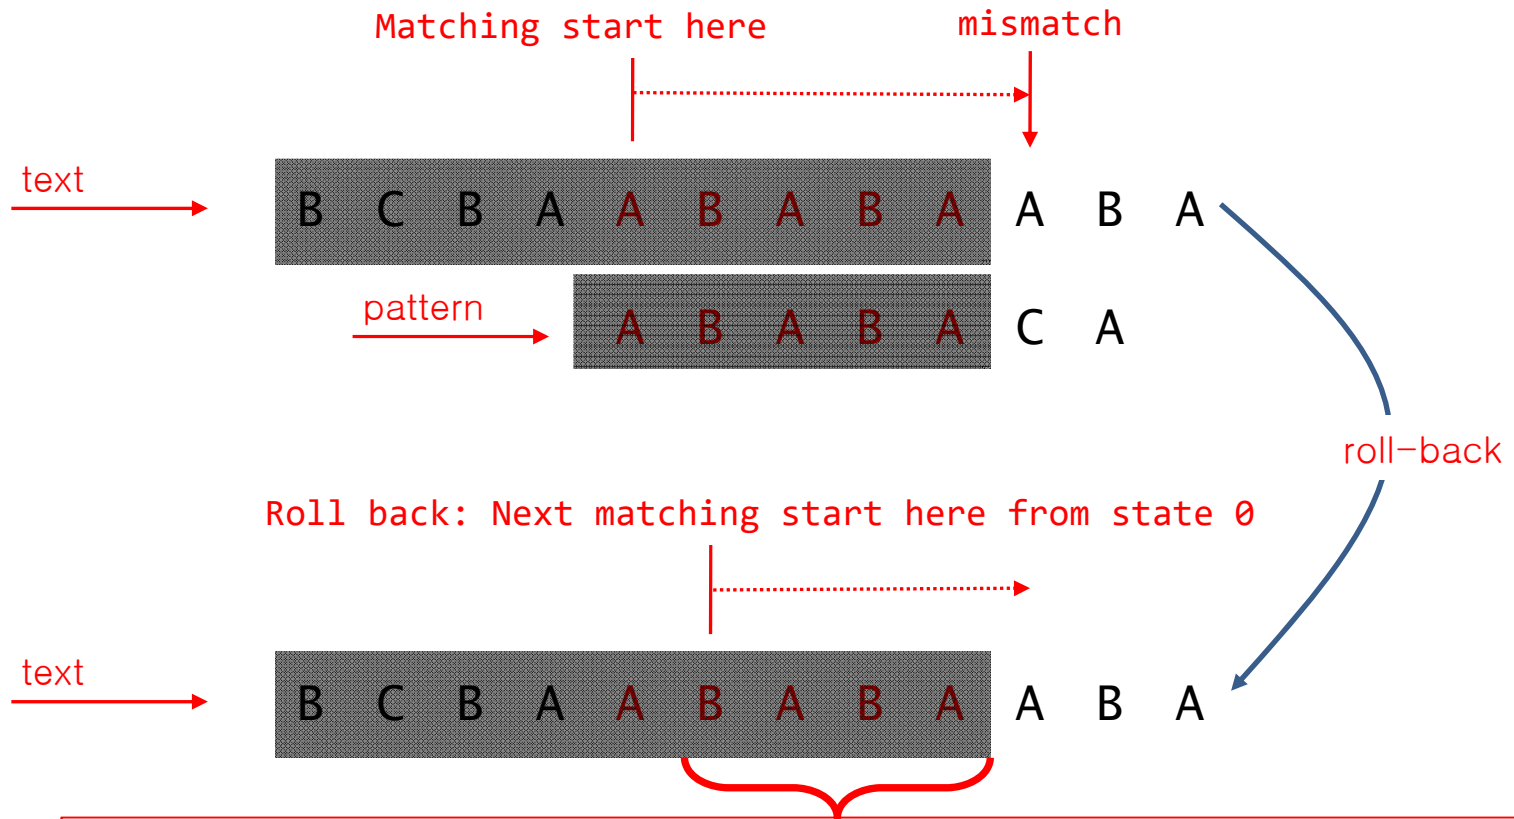 Matching start here mismatch
text
B C B A A B A B A A B A
pattern
A B A B A C A
roll-back
Roll back: Next matching start here from state 0
text
B C B A A B A B A A B A